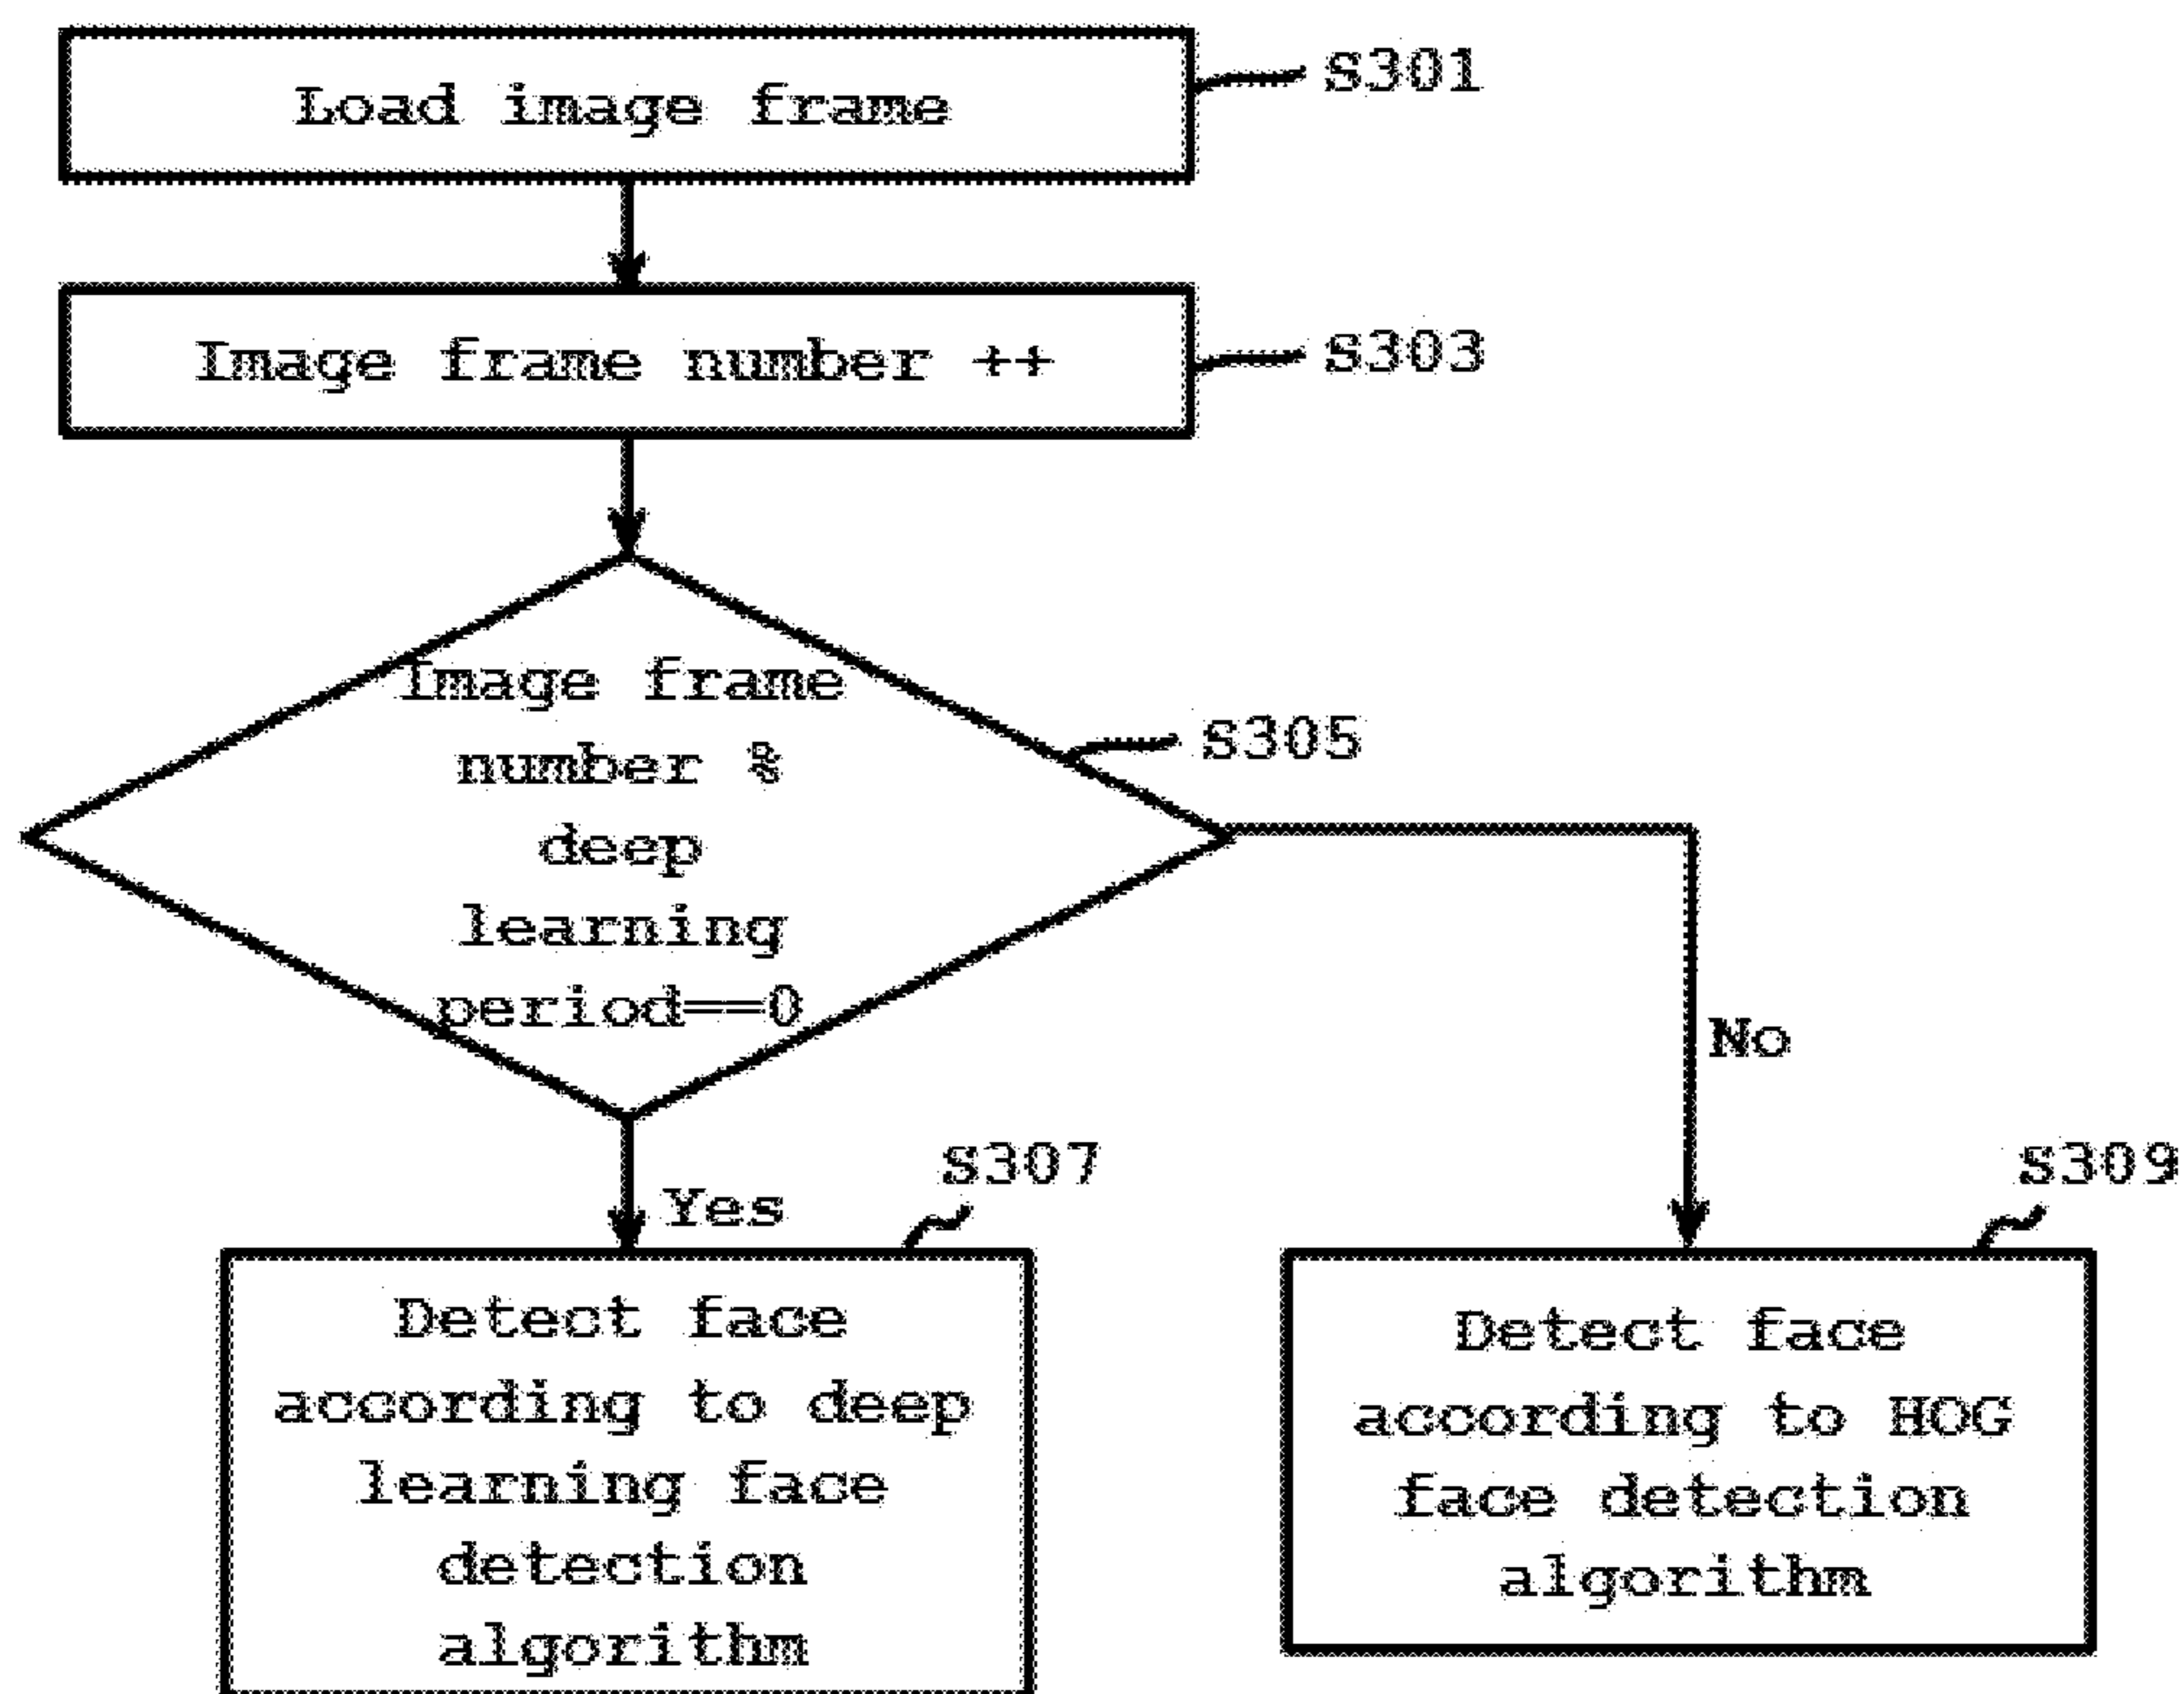 Load image frame
S301
Image frame number ++
S303
Image frame
number %
deep
learning
period==0
S305
No
Yes
S307
S309
Detect face
according to deep
learning face
detection
algorithm
Detect face
according to HOG
face detection
algorithm